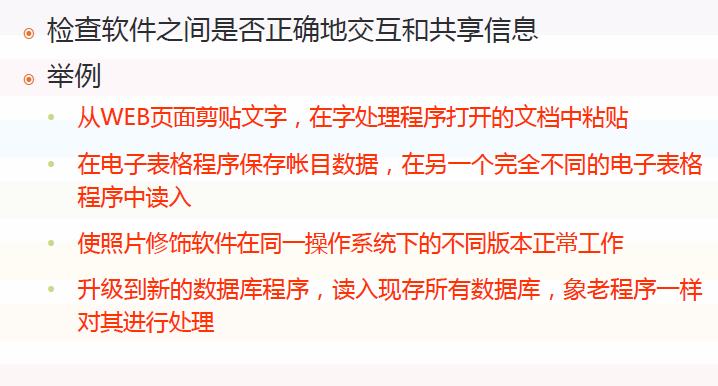 检查软件之间是否正确地交互和共享信息
举例
从WEB页面剪贴文字，在字处理程序打开的文档中粘贴
在电子表格程序保存帐目数据，在另一个完全不同的电子表格
程序中读入
使照片修饰软件在同一操作系统下的不同版本正常工作
升级到新的数据库程序，读入现存所有数据库，象老程序一样
对其进行处理